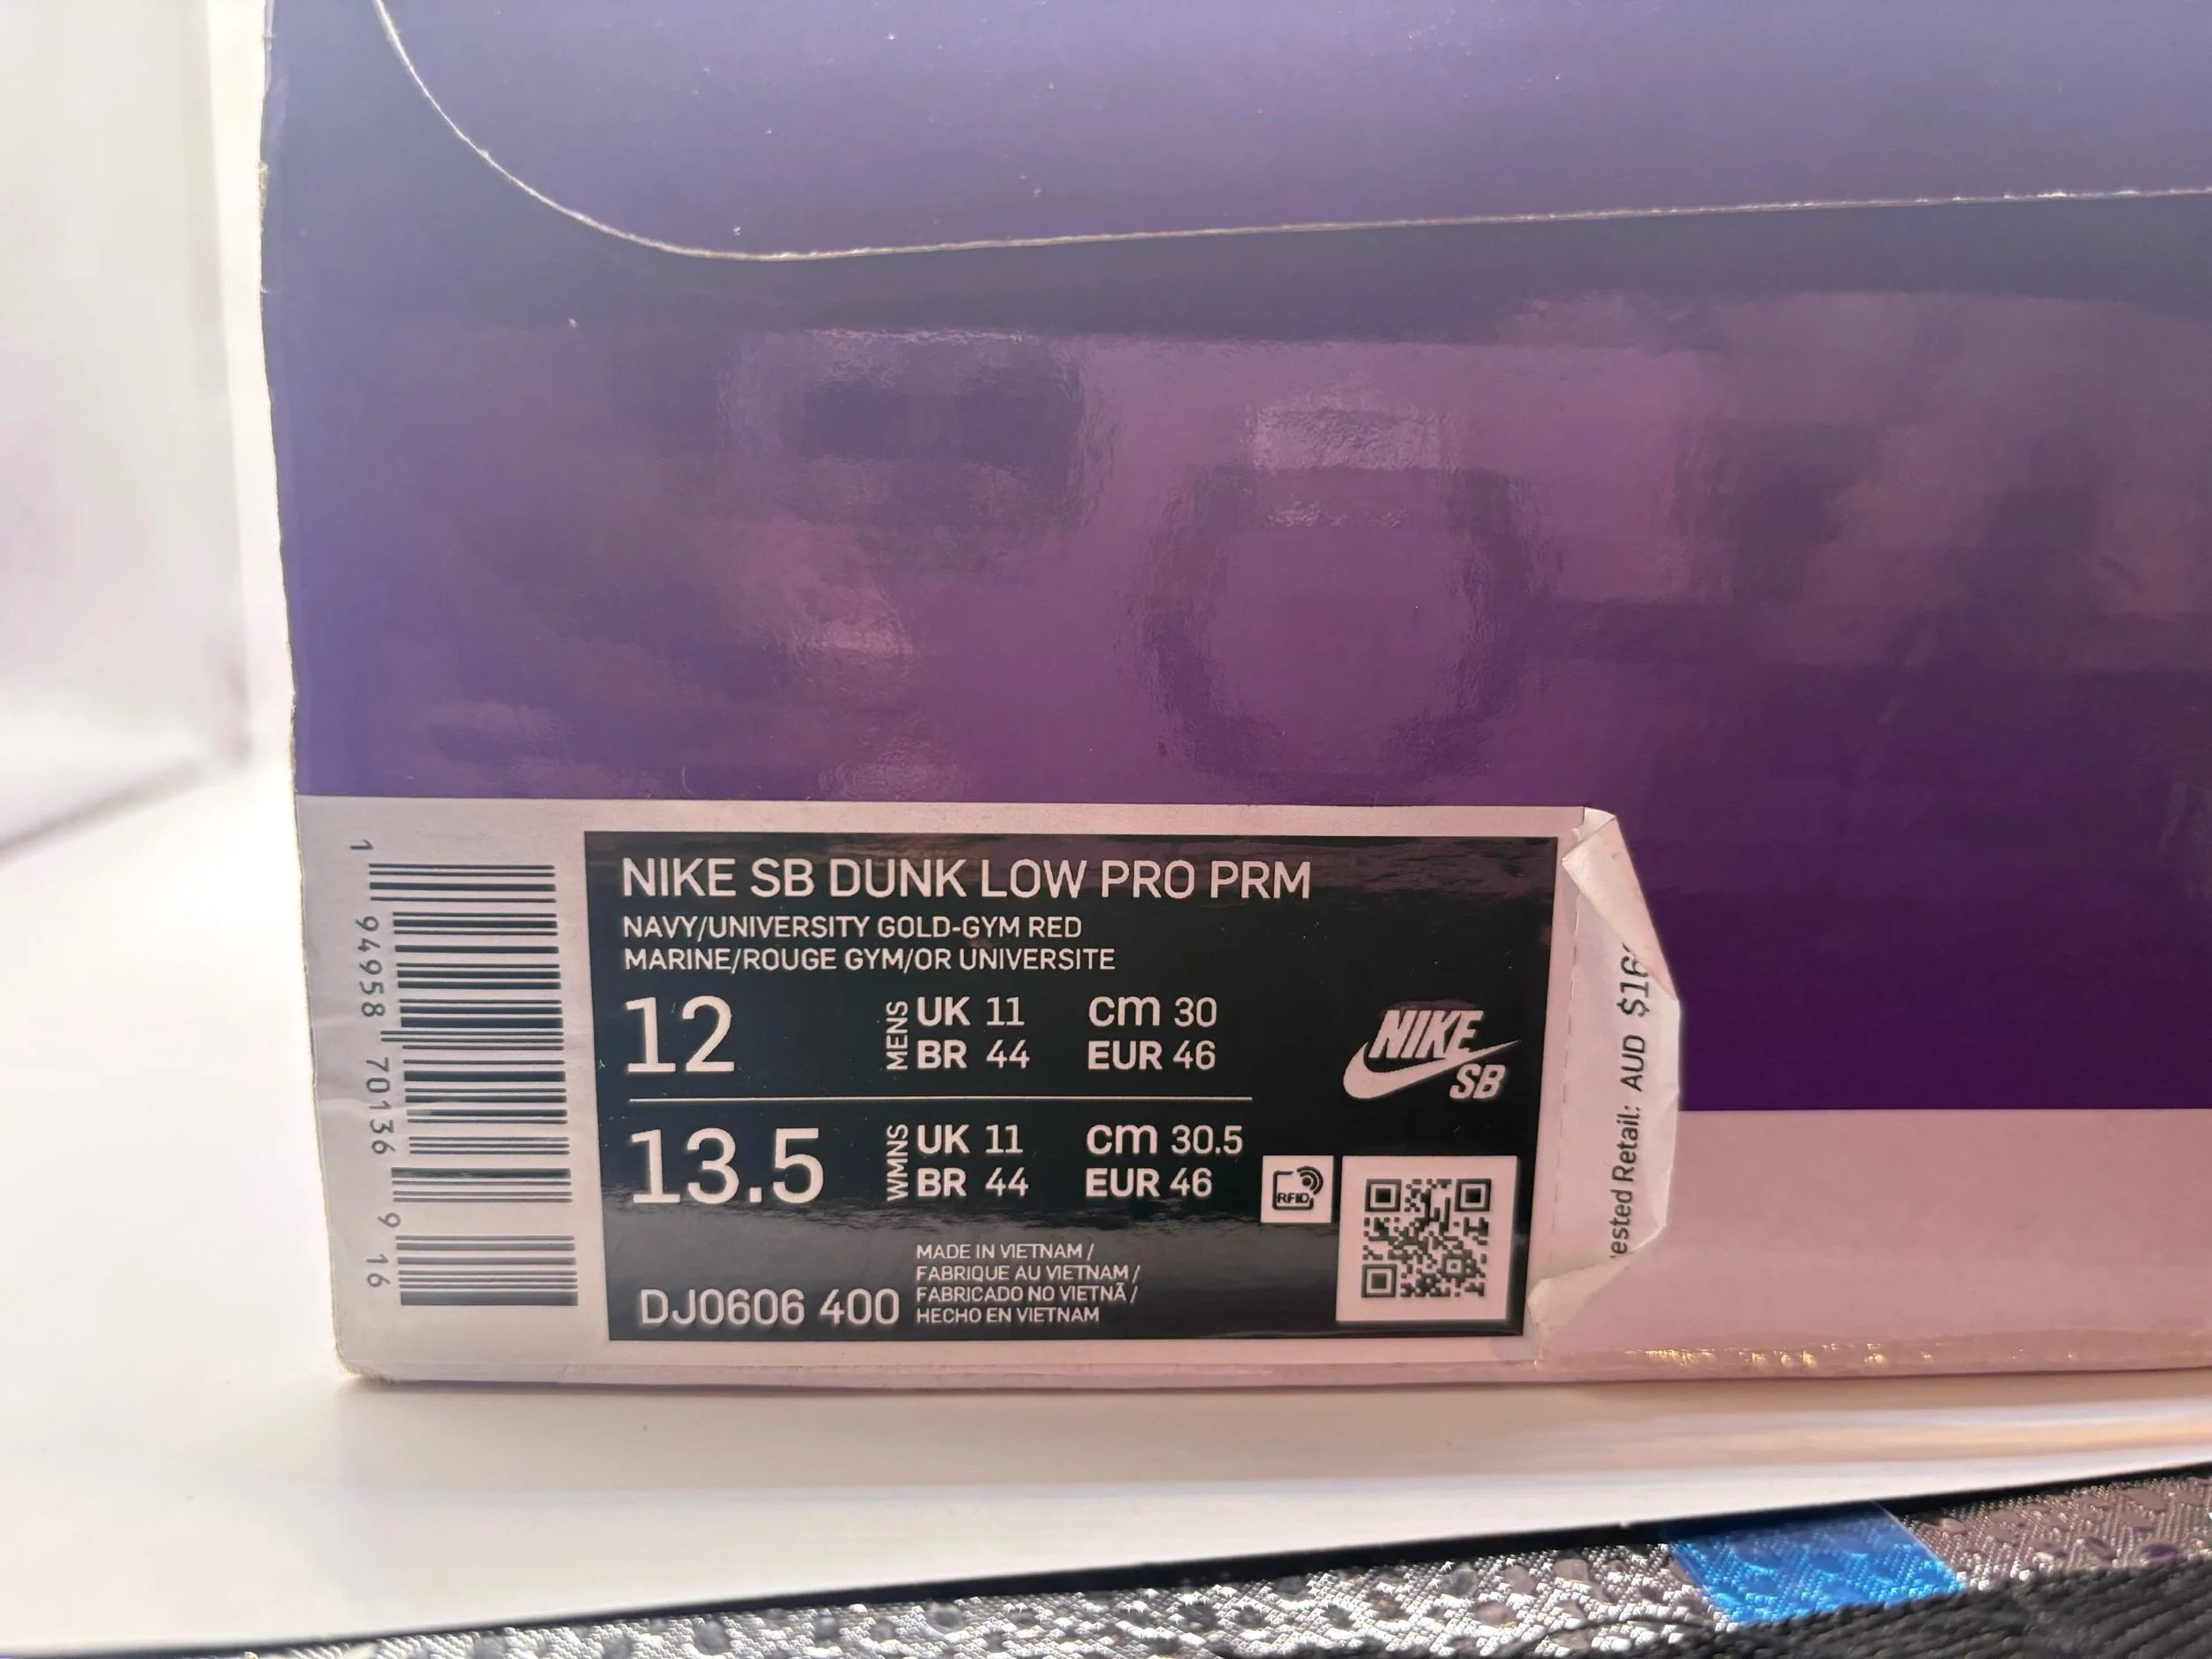 NIKE SB DUNK LOW PRO PRM
NAVY/UNIVERSITY GOLD-GYM RED
MARINE/ROUGE GYM/OR UNIVERSITE
12
MENS
UK 11
cm 30
BR 44
EUR 46
13.5
WMNS
UK 11
cm 30.5
BR 44
EUR 46
NIKE
SB
RFID
DJ0606 400
MADE IN VIETNAM /
FABRIQUE AU VIETNAM /
FABRICADO NO VIETNÃ /
HECHO EN VIETNAM
1 94958 70136 9 16
Retail: AUD